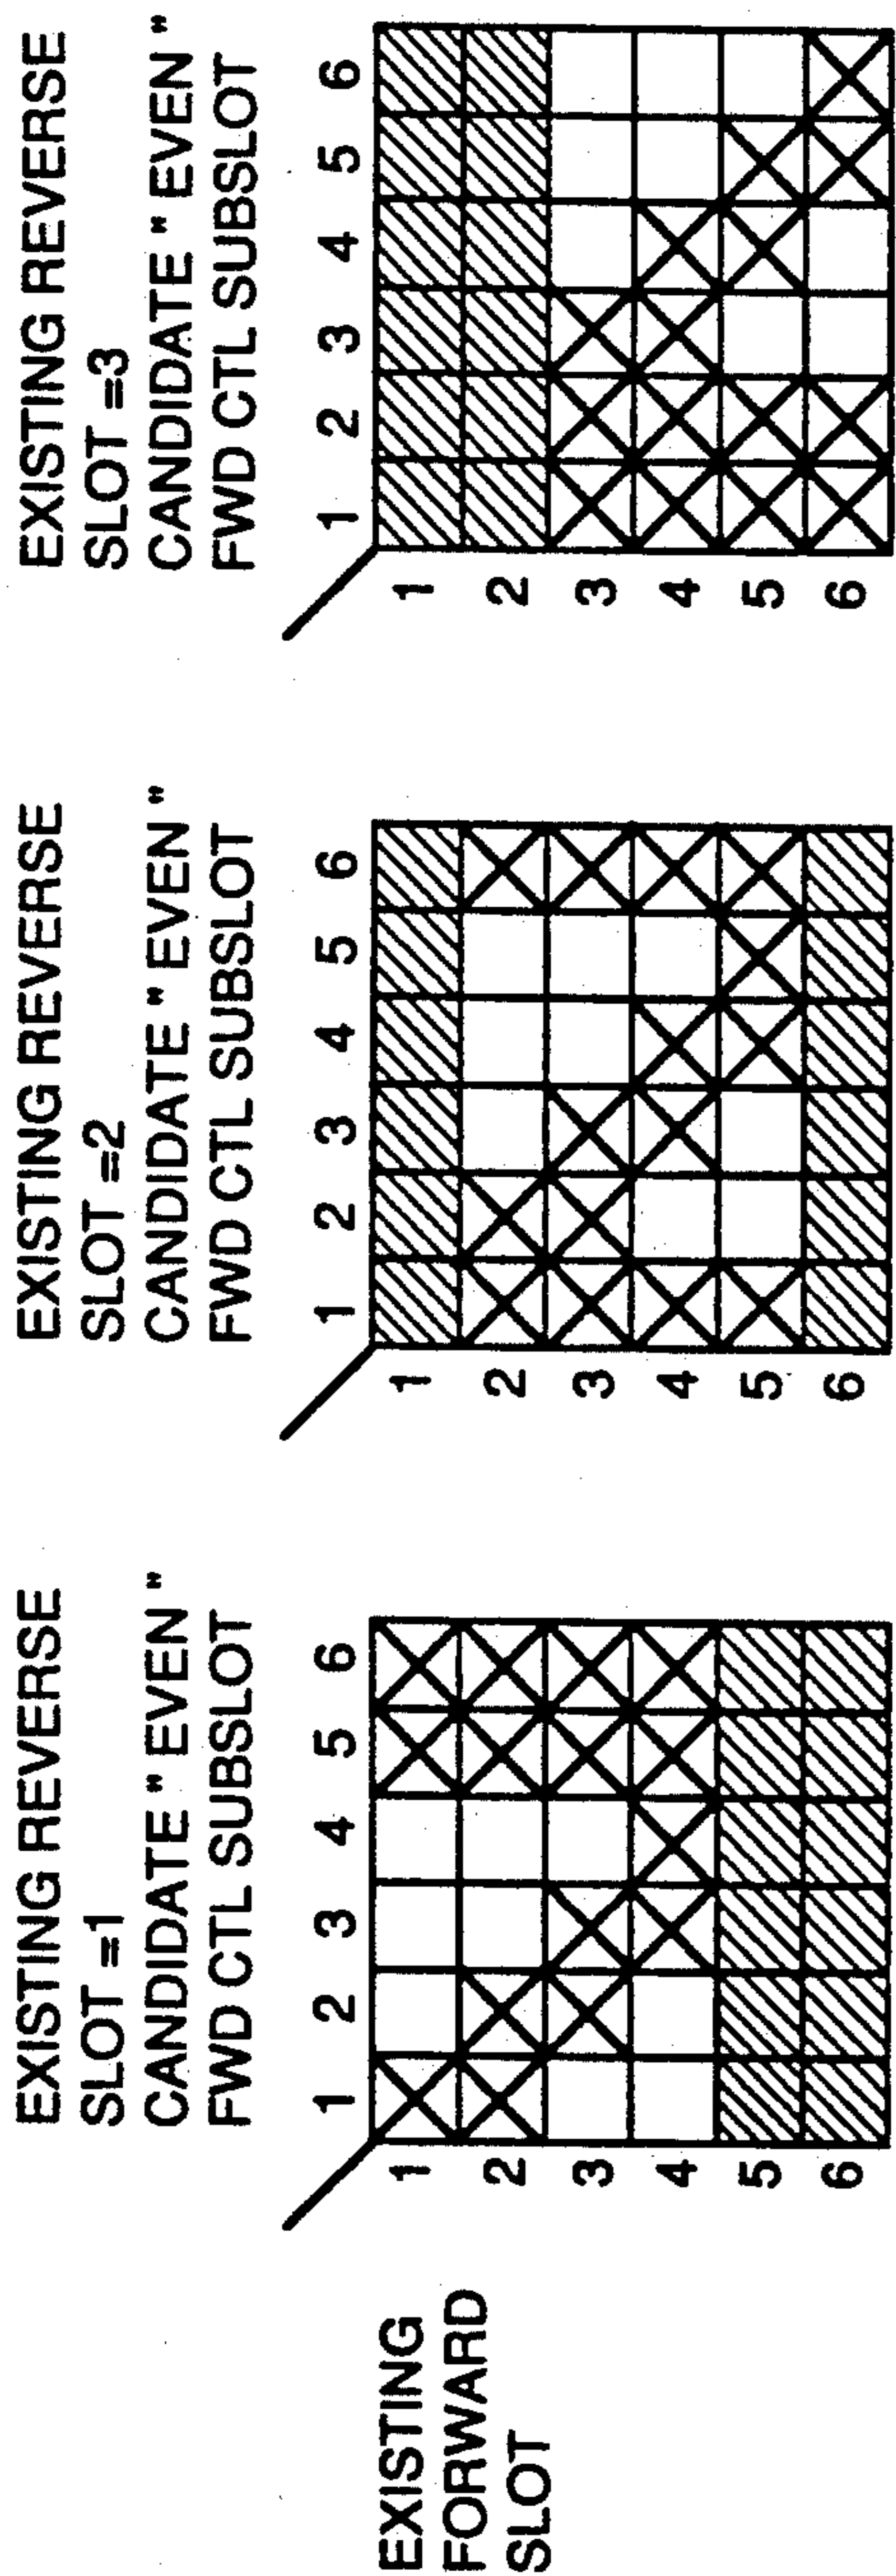 EXISTING REVERSE
SLOT =1
CANDIDATE "EVEN"
FWD CTL SUBSLOT
1 2 3 4 5 6
EXISTING
FORWARD
SLOT
1
2
3
4
5
6
EXISTING REVERSE
SLOT =2
CANDIDATE "EVEN"
FWD CTL SUBSLOT
1 2 3 4 5 6
1
2
3
4
5
6
EXISTING REVERSE
SLOT =3
CANDIDATE "EVEN"
FWD CTL SUBSLOT
1 2 3 4 5 6
1
2
3
4
5
6